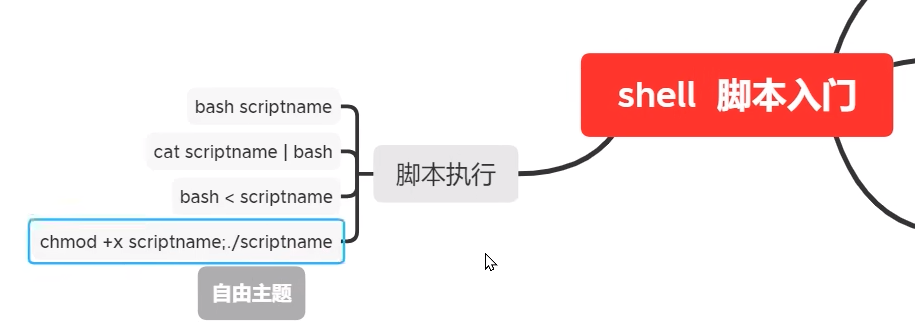 shell 脚本入门
脚本执行
bash scriptname
cat scriptname | bash
bash < scriptname
chmod +x scriptname;./scriptname
自由主题